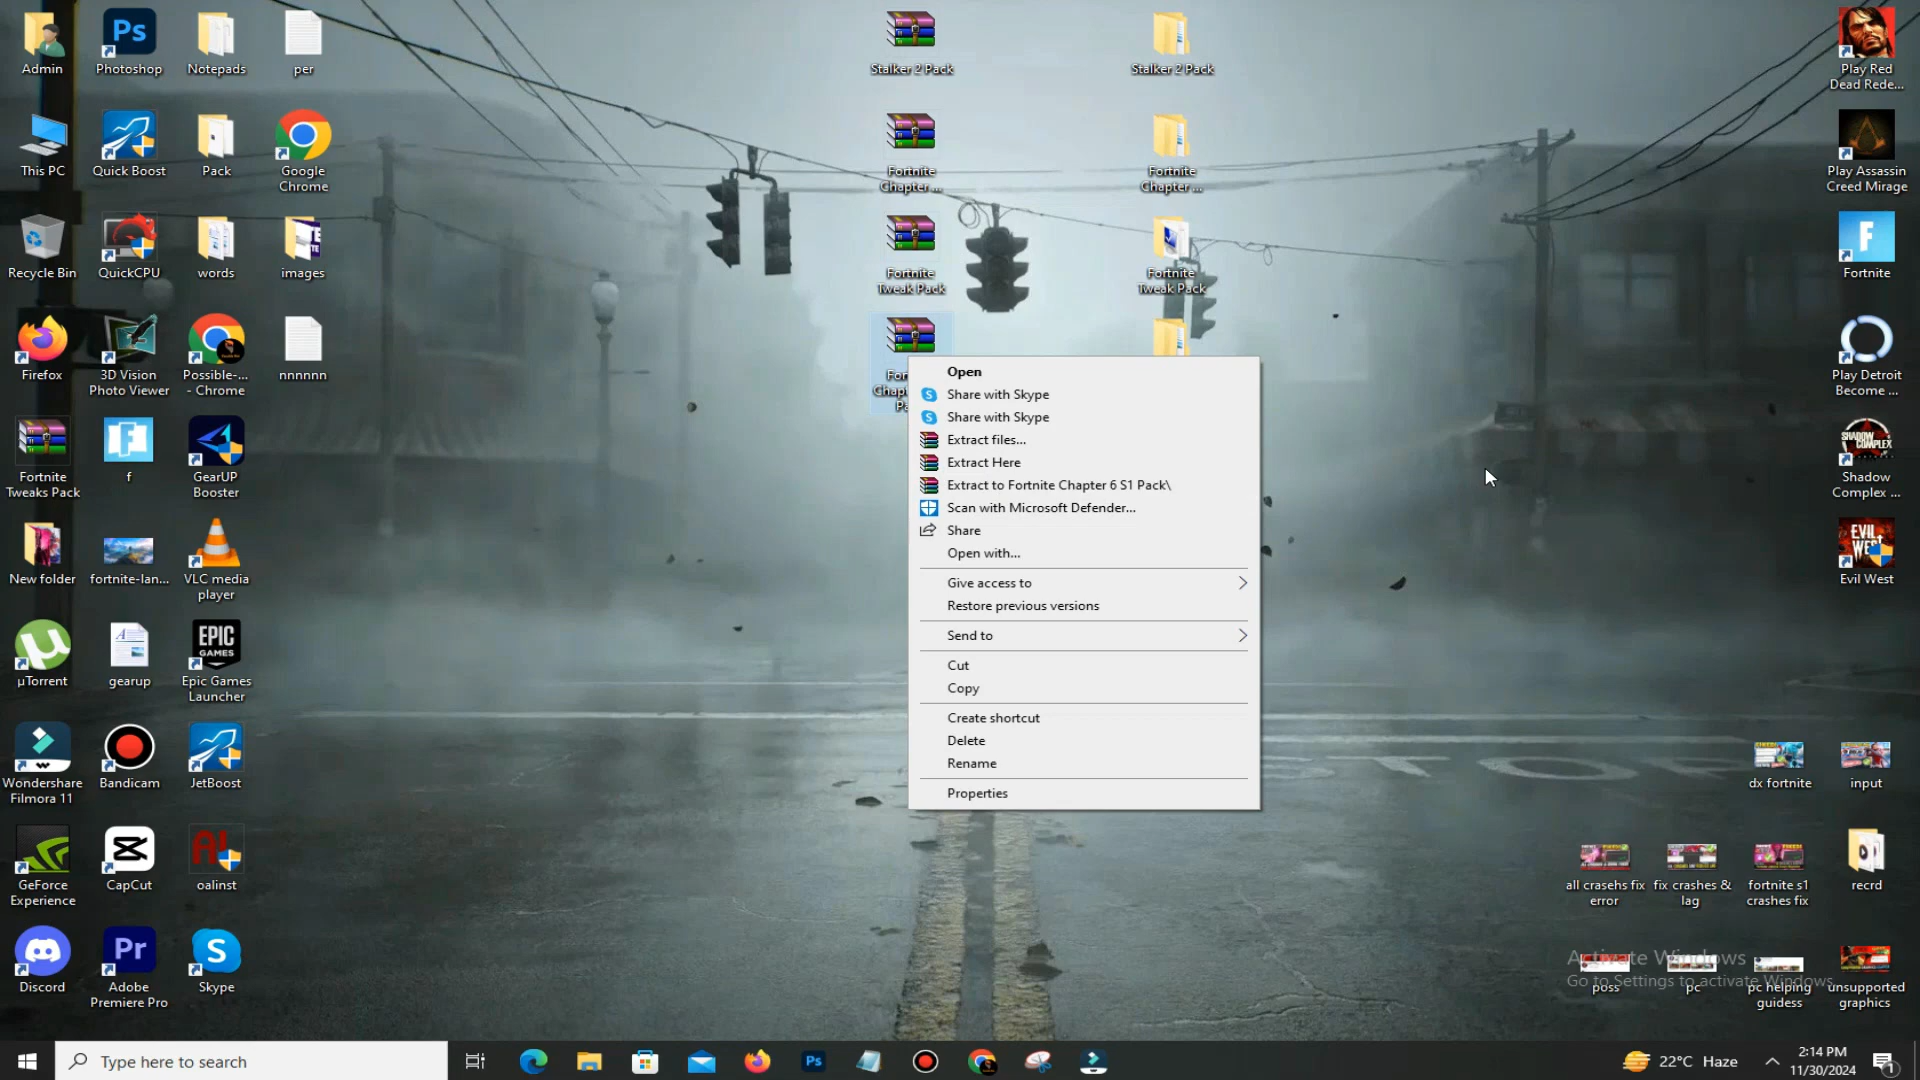 Admin
Photoshop
Notepads
per
Stalker 2 Pack
Stalker 2 Pack
Play Red
Dead Rede...
This PC
Quick Boost
Pack
Google
Chrome
Fortnite
Chapter ...
Fortnite
Chapter ...
Play Assassin
Creed Mirage
Recycle Bin
QuickCPU
words
images
Fortnite
Tweak Pack
Fortnite
Tweak Pack
Fortnite
Firefox
3D Vision
Photo Viewer
Possible-...
- Chrome
nnnnnn
Play Detroit
Become ...
Fortnite
Tweaks Pack
f
GearUP
Booster
Shadow
Complex ...
New folder
fortnite-lan...
VLC media
player
Evil West
µTorrent
gearup
Epic Games
Launcher
Wondershare
Filmora 11
Bandicam
JetBoost
GeForce
Experience
CapCut
oalinst
Discord
Adobe
Premiere Pro
Skype
Open
Share with Skype
Share with Skype
Extract files...
Extract Here
Extract to Fortnite Chapter 6 S1 Pack\
Scan with Microsoft Defender...
Share
Open with...
Give access to
Restore previous versions
Send to
Cut
Copy
Create shortcut
Delete
Rename
Properties
dx fortnite
input
all crasehs fix
error
fix crashes &
lag
fortnite s1
crashes fix
recrd
Activate Windows
Go to Settings to activate Windows.
poss
pc
pc helping
guidess
unsupported
graphics
Type here to search
22°C Haze
2:14 PM
11/30/2024